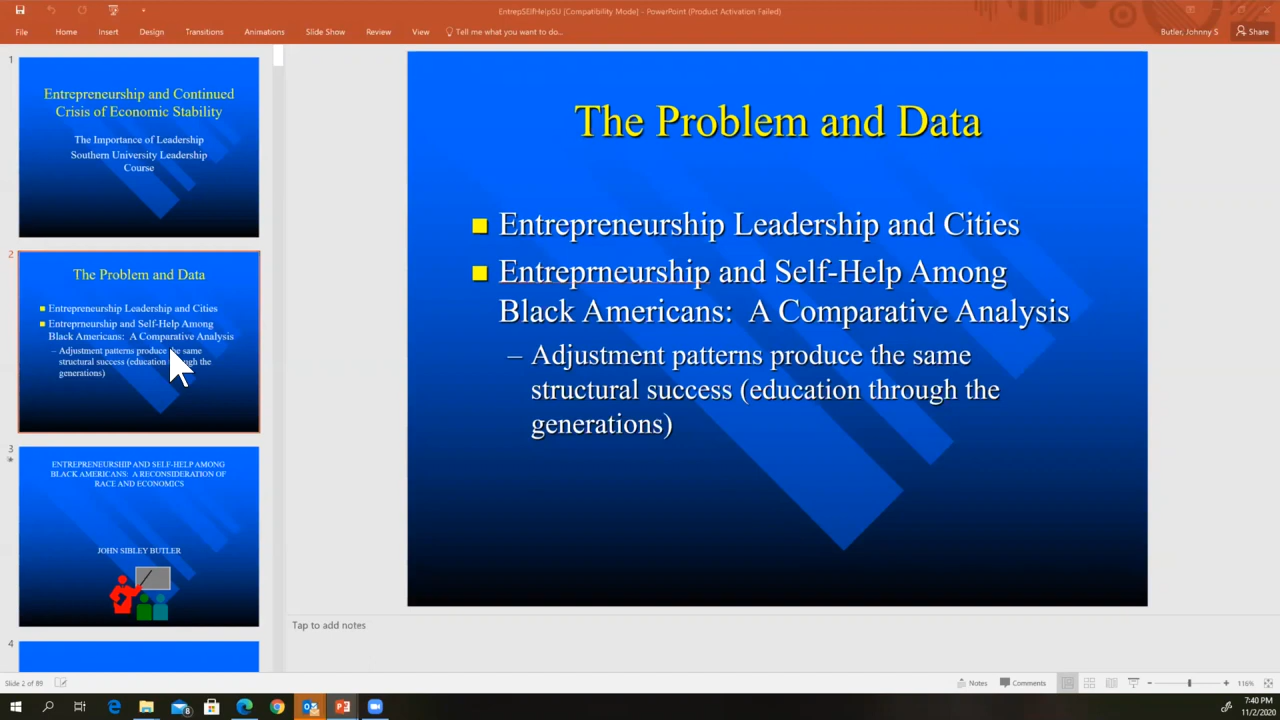 EntrepSElfHelpSU [Compatibility Mode] - PowerPoint (Product Activation Failed)
File Home Insert Design Transitions Animations Slide Show Review View Tell me what you want to do... Butler, Johnny S Share
1
Entrepreneurship and Continued
Crisis of Economic Stability
The Importance of Leadership
Southern University Leadership
Course
2
The Problem and Data
Entrepreneurship Leadership and Cities
Entreprneurship and Self-Help Among
Black Americans: A Comparative Analysis
– Adjustment patterns produce the same
structural success (education through the
generations)
3
ENTREPRENEURSHIP AND SELF-HELP AMONG
BLACK AMERICANS: A RECONSIDERATION OF
RACE AND ECONOMICS
JOHN SIBLEY BUTLER
4
The Problem and Data
Entrepreneurship Leadership and Cities
Entreprneurship and Self-Help Among
Black Americans: A Comparative Analysis
– Adjustment patterns produce the same
structural success (education through the
generations)
Tap to add notes
Slide 2 of 89 Notes Comments 116%
8
7:40 PM
11/2/2020